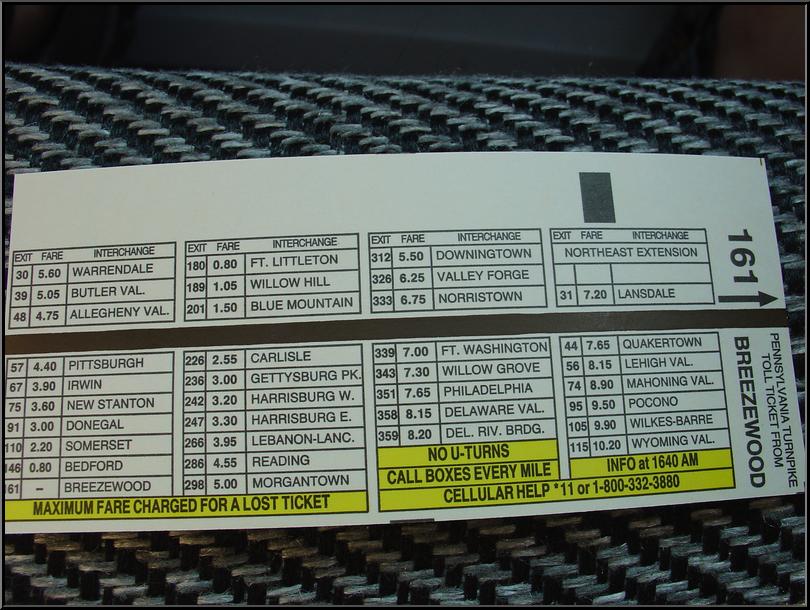 EXIT FARE INTERCHANGE
30 5.60 WARRENDALE
39 5.05 BUTLER VAL.
48 4.75 ALLEGHENY VAL.
EXIT FARE INTERCHANGE
180 0.80 FT. LITTLETON
189 1.05 WILLOW HILL
201 1.50 BLUE MOUNTAIN
EXIT FARE INTERCHANGE
312 5.50 DOWNINGTOWN
326 6.25 VALLEY FORGE
333 6.75 NORRISTOWN
EXIT FARE INTERCHANGE
NORTHEAST EXTENSION
31 7.20 LANSDALE
161
57 4.40 PITTSBURGH
67 3.90 IRWIN
75 3.60 NEW STANTON
91 3.00 DONEGAL
110 2.20 SOMERSET
146 0.80 BEDFORD
161 – BREEZEWOOD
226 2.55 CARLISLE
236 3.00 GETTYSBURG PK.
242 3.20 HARRISBURG W.
247 3.30 HARRISBURG E.
266 3.95 LEBANON-LANC.
286 4.55 READING
298 5.00 MORGANTOWN
MAXIMUM FARE CHARGED FOR A LOST TICKET
339 7.00 FT. WASHINGTON
343 7.30 WILLOW GROVE
351 7.65 PHILADELPHIA
358 8.15 DELAWARE VAL.
359 8.20 DEL. RIV. BRDG.
NO U-TURNS
CALL BOXES EVERY MILE
44 7.65 QUAKERTOWN
56 8.15 LEHIGH VAL.
74 8.90 MAHONING VAL.
95 9.50 POCONO
105 9.90 WILKES-BARRE
115 10.20 WYOMING VAL.
INFO at 1640 AM
CELLULAR HELP *11 or 1-800-332-3880
PENNSYLVANIA TURNPIKE
TOLL TICKET FROM
BREEZEWOOD